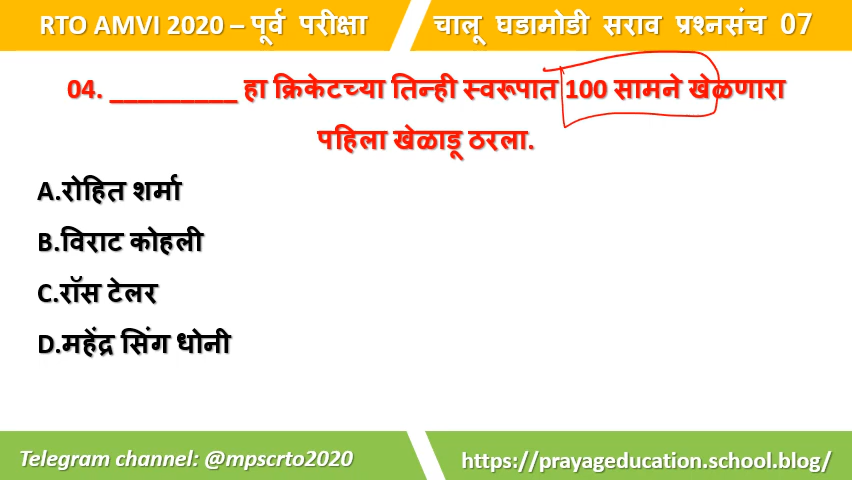 RTO AMVI 2020 – पूर्व परीक्षा
चालू घडामोडी सराव प्रश्नसंच 07
04. _________ हा क्रिकेटच्या तिन्ही स्वरूपात 100 सामने खेळणारा
पहिला खेळाडू ठरला.
A.रोहित शर्मा
B.विराट कोहली
C.रॉस टेलर
D.महेंद्र सिंग धोनी
Telegram channel: @mpscrto2020
https://prayageducation.school.blog/